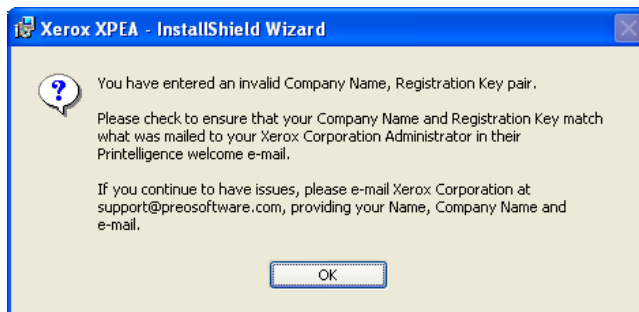 Xerox XPEA - InstallShield Wizard
You have entered an invalid Company Name, Registration Key pair.
Please check to ensure that your Company Name and Registration Key match
what was mailed to your Xerox Corporation Administrator in their
Printelligence welcome e-mail.
If you continue to have issues, please e-mail Xerox Corporation at
support@preosoftware.com, providing your Name, Company Name and
e-mail.
OK